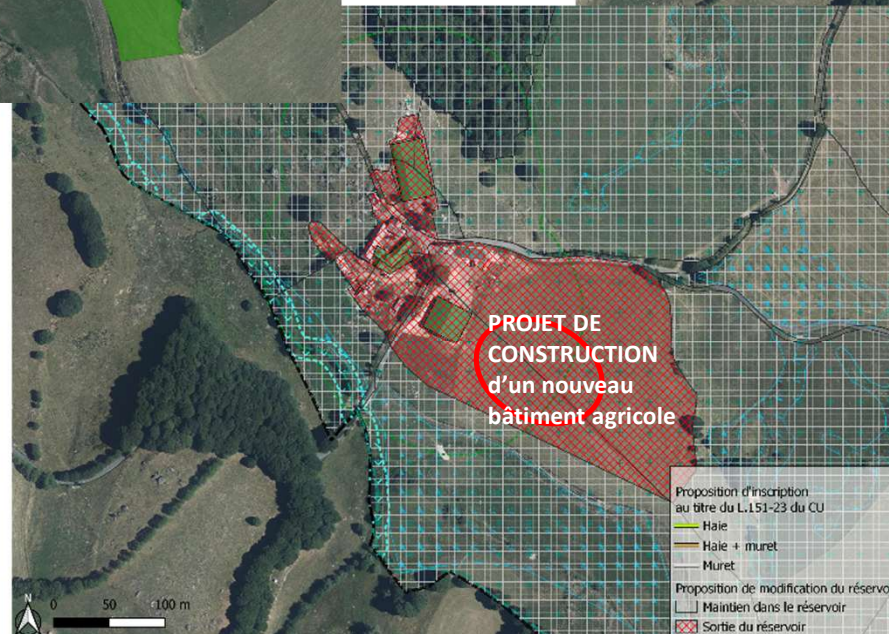 PROJET DE
CONSTRUCTION
d'un nouveau
bâtiment agricole
Proposition d'inscription
au titre du L.151-23 du CU
Haie
Haie + muret
Muret
Proposition de modification du réservo
Maintien dans le réservoir
Sortie du réservoir
N
0 50 100 m